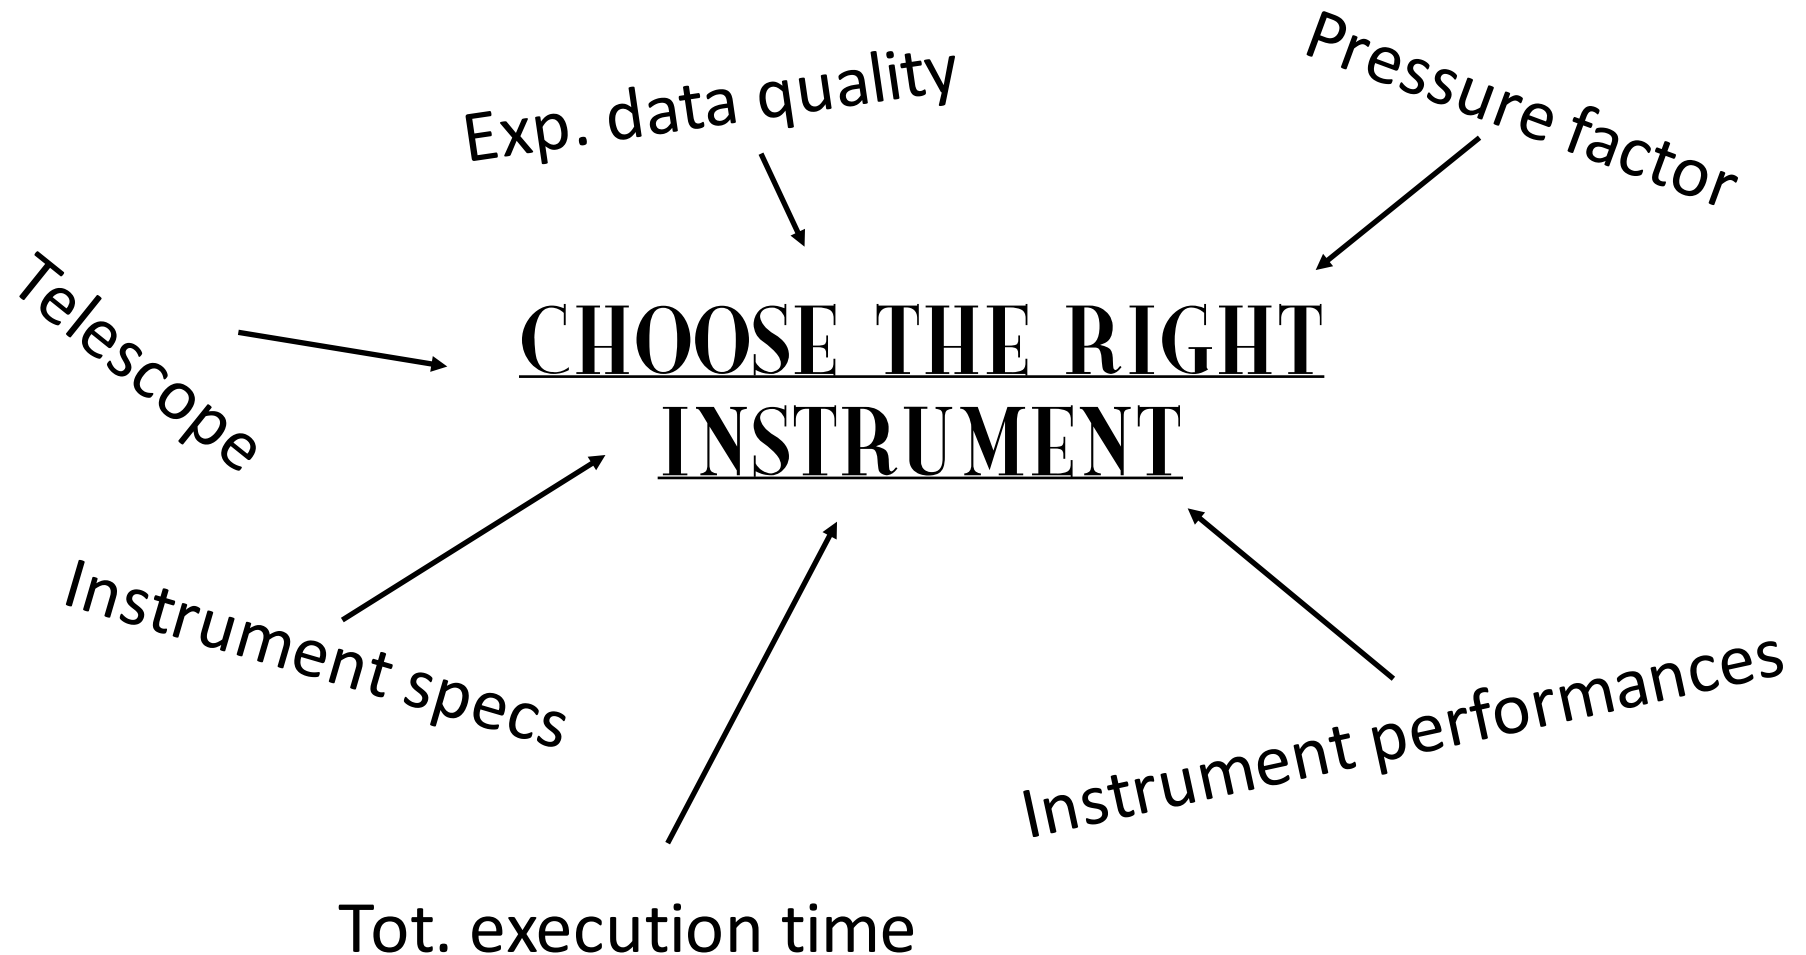 Exp. data quality
Pressure factor
Telescope
CHOOSE THE RIGHT
INSTRUMENT
Instrument specs
Instrument performances
Tot. execution time